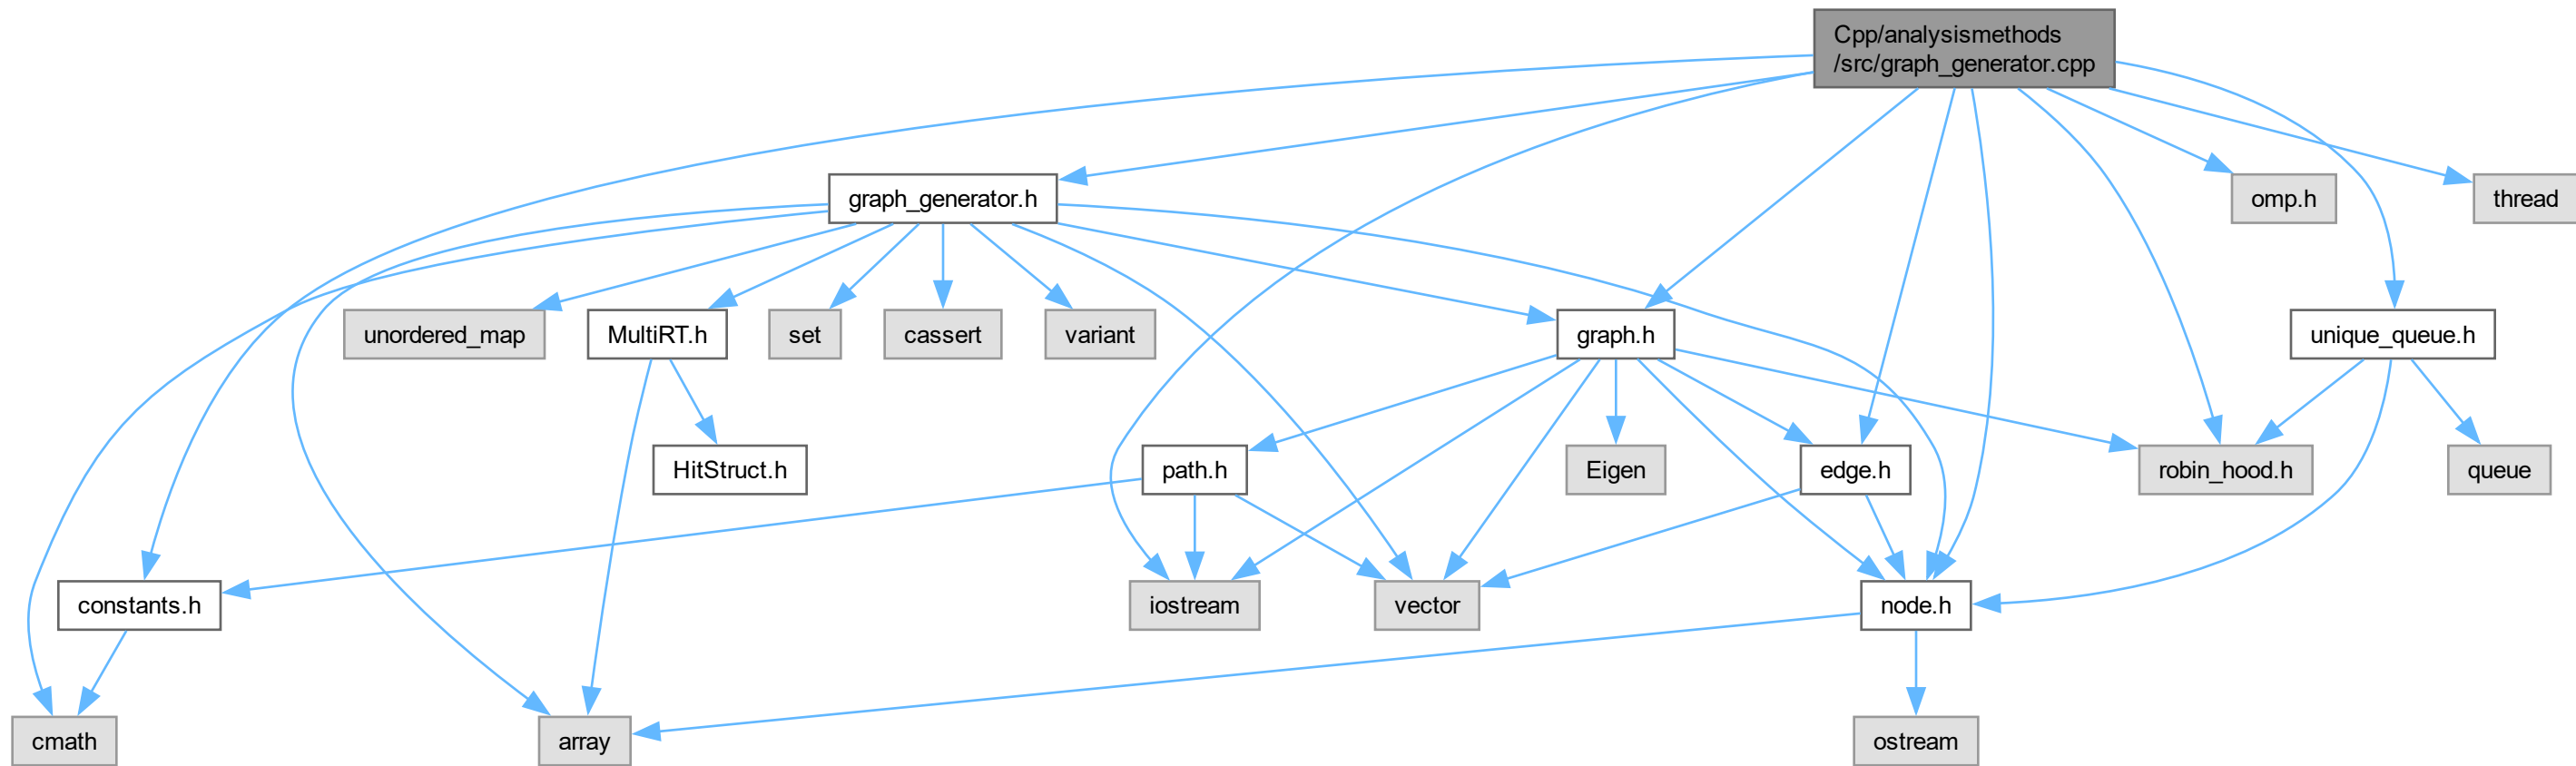 Cpp/analysismethods
/src/graph_generator.cpp
graph_generator.h
omp.h
thread
unordered_map
MultiRT.h
set
cassert
variant
graph.h
unique_queue.h
HitStruct.h
path.h
Eigen
edge.h
robin_hood.h
queue
constants.h
iostream
vector
node.h
cmath
array
ostream